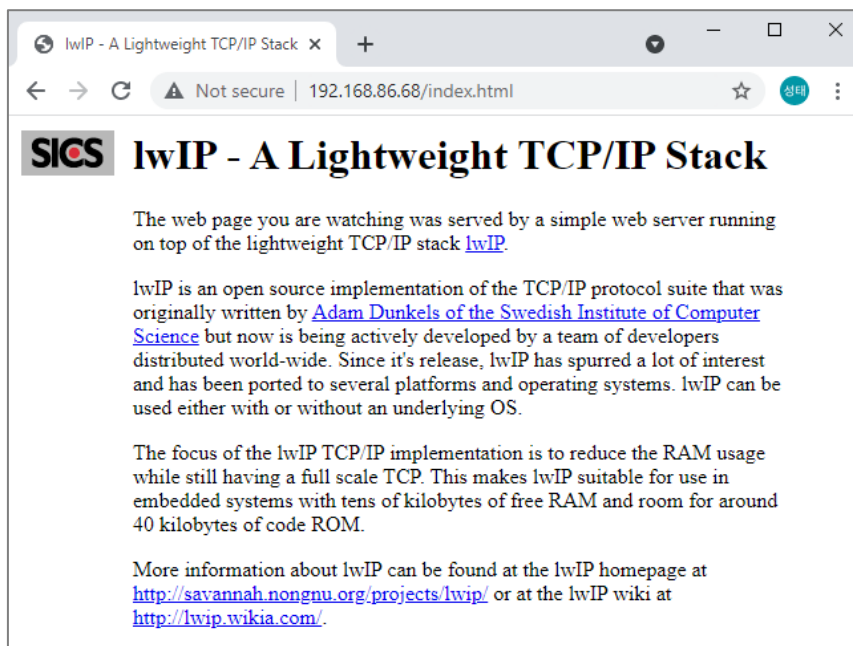 lwIP - A Lightweight TCP/IP Stack
Not secure | 192.168.86.68/index.html
성태
SICS
lwIP - A Lightweight TCP/IP Stack
The web page you are watching was served by a simple web server running
on top of the lightweight TCP/IP stack lwIP.
lwIP is an open source implementation of the TCP/IP protocol suite that was
originally written by Adam Dunkels of the Swedish Institute of Computer
Science but now is being actively developed by a team of developers
distributed world-wide. Since it's release, lwIP has spurred a lot of interest
and has been ported to several platforms and operating systems. lwIP can be
used either with or without an underlying OS.
The focus of the lwIP TCP/IP implementation is to reduce the RAM usage
while still having a full scale TCP. This makes lwIP suitable for use in
embedded systems with tens of kilobytes of free RAM and room for around
40 kilobytes of code ROM.
More information about lwIP can be found at the lwIP homepage at
http://savannah.nongnu.org/projects/lwip/ or at the lwIP wiki at
http://lwip.wikia.com/.